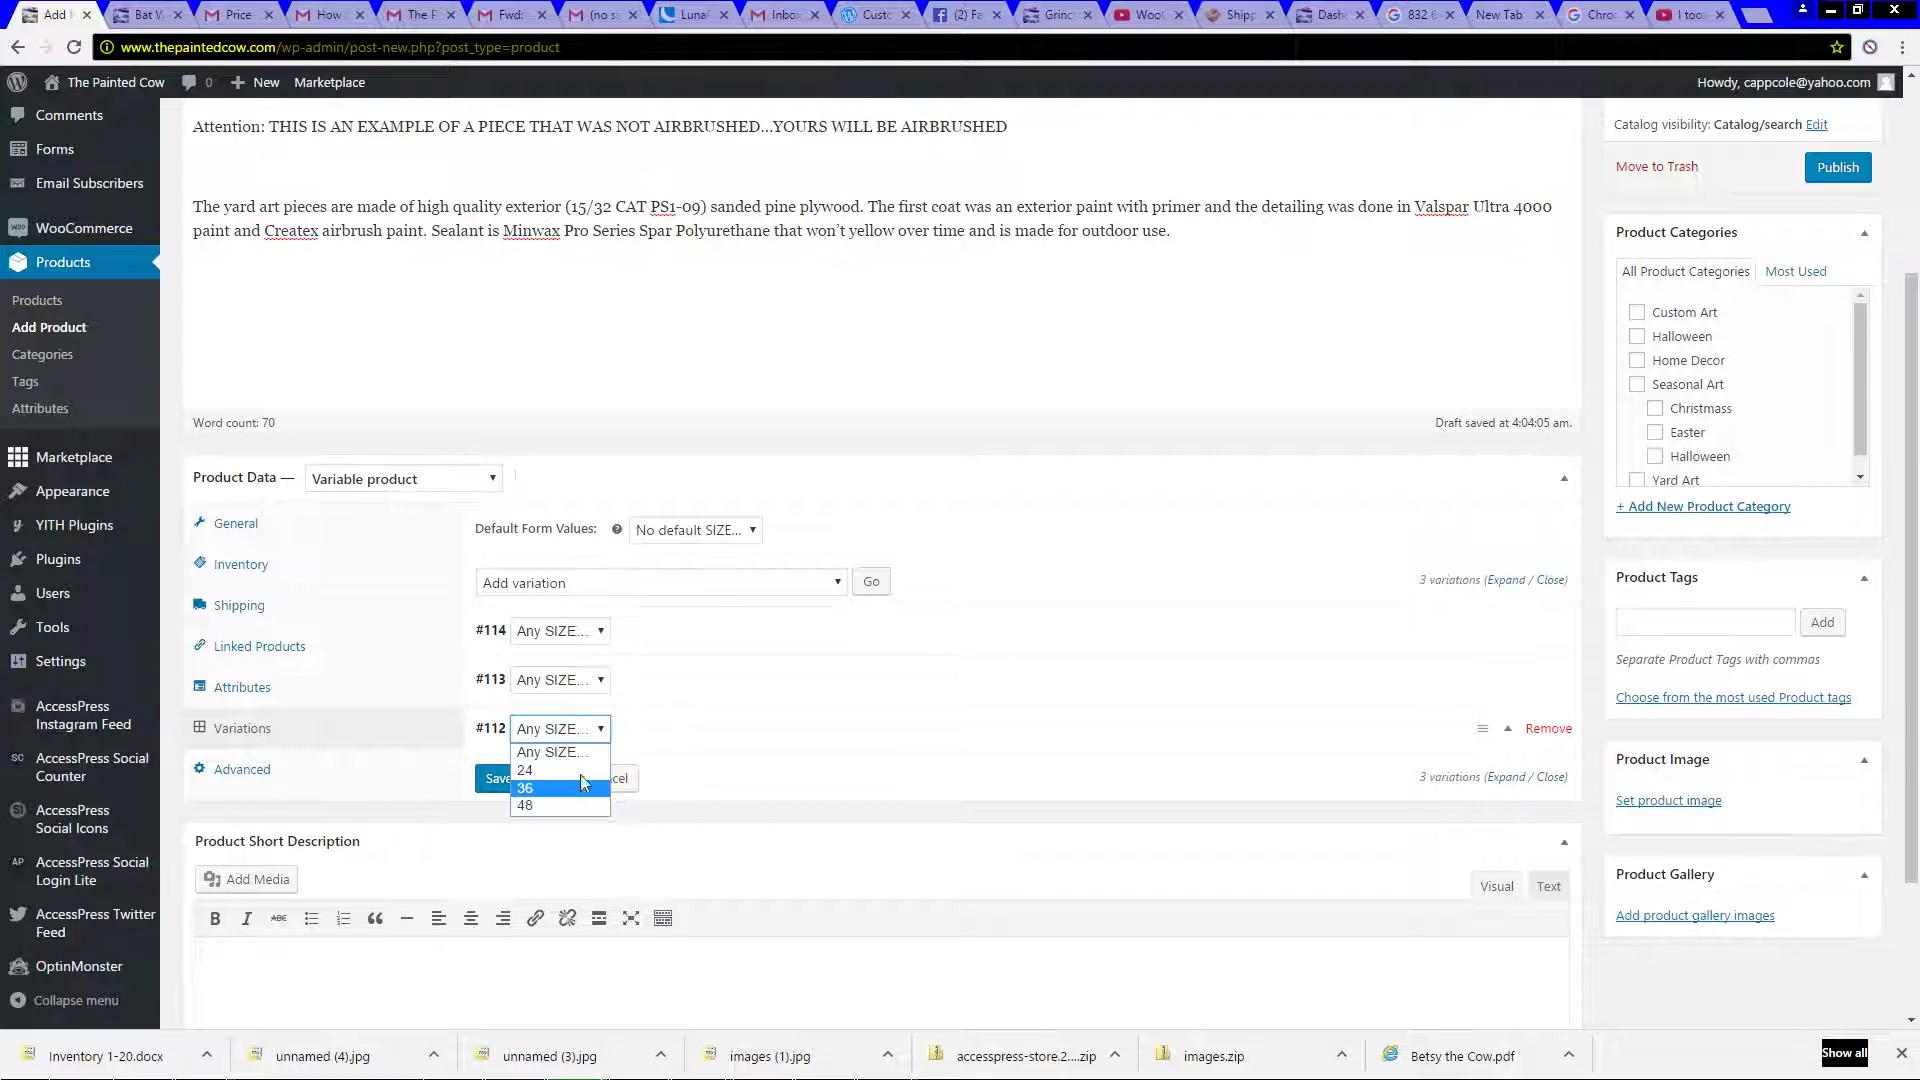 Add
Bat W
Price
How
The F
Fwd:
(no s
Luna
Inbox
Custo
(2) Fa
Grinc
Woo
Shipp
Dash
832 6
New Tab
Chro
I too
www.thepaintedcow.com/wp-admin/post-new.php?post_type=product
The Painted Cow
0
New
Marketplace
Howdy, cappcole@yahoo.com
Comments
Forms
Email Subscribers
WooCommerce
Products
Products
Add Product
Categories
Tags
Attributes
Marketplace
Appearance
YITH Plugins
Plugins
Users
Tools
Settings
AccessPress
Instagram Feed
SC
AccessPress Social
Counter
AccessPress
Social Icons
AP
AccessPress Social
Login Lite
AccessPress Twitter
Feed
OptinMonster
Collapse menu
Attention: THIS IS AN EXAMPLE OF A PIECE THAT WAS NOT AIRBRUSHED...YOURS WILL BE AIRBRUSHED
The yard art pieces are made of high quality exterior (15/32 CAT PS1-09) sanded pine plywood. The first coat was an exterior paint with primer and the detailing was done in Valspar Ultra 4000
paint and Createx airbrush paint. Sealant is Minwax Pro Series Spar Polyurethane that won't yellow over time and is made for outdoor use.
Word count: 70
Draft saved at 4:04:05 am.
Product Data —
Variable product
General
Inventory
Shipping
Linked Products
Attributes
Variations
Advanced
Default Form Values:
No default SIZE...
Add variation
Go
3 variations (Expand / Close)
#114
Any SIZE...
#113
Any SIZE...
#112
Any SIZE...
Remove
Any SIZE...
24
36
48
Save
cel
3 variations (Expand / Close)
Product Short Description
Add Media
Visual
Text
B
I
ABC
Catalog visibility: Catalog/search Edit
Move to Trash
Publish
Product Categories
All Product Categories
Most Used
Custom Art
Halloween
Home Decor
Seasonal Art
Christmass
Easter
Halloween
Yard Art
+ Add New Product Category
Product Tags
Add
Separate Product Tags with commas
Choose from the most used Product tags
Product Image
Set product image
Product Gallery
Add product gallery images
Inventory 1-20.docx
unnamed (4).jpg
unnamed (3).jpg
images (1).jpg
accesspress-store.2....zip
images.zip
Betsy the Cow.pdf
Show all